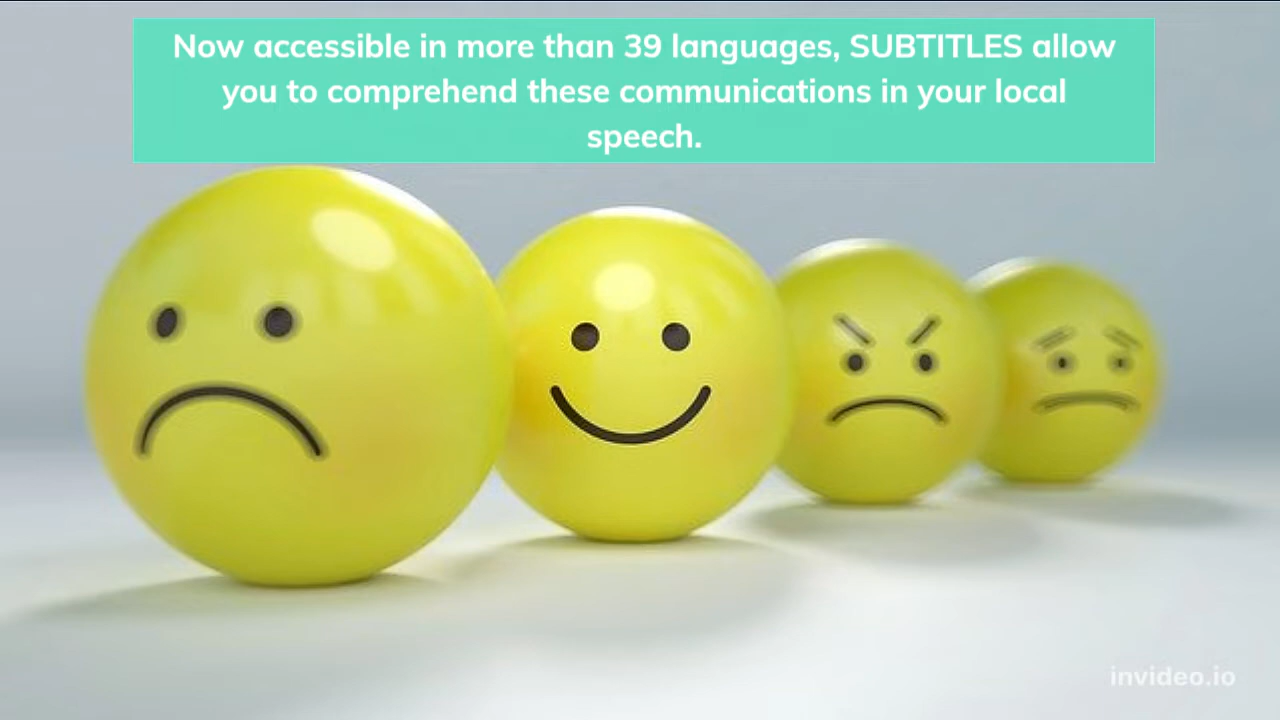 Now accessible in more than 39 languages, SUBTITLES allow
you to comprehend these communications in your local
speech.
invideo.io